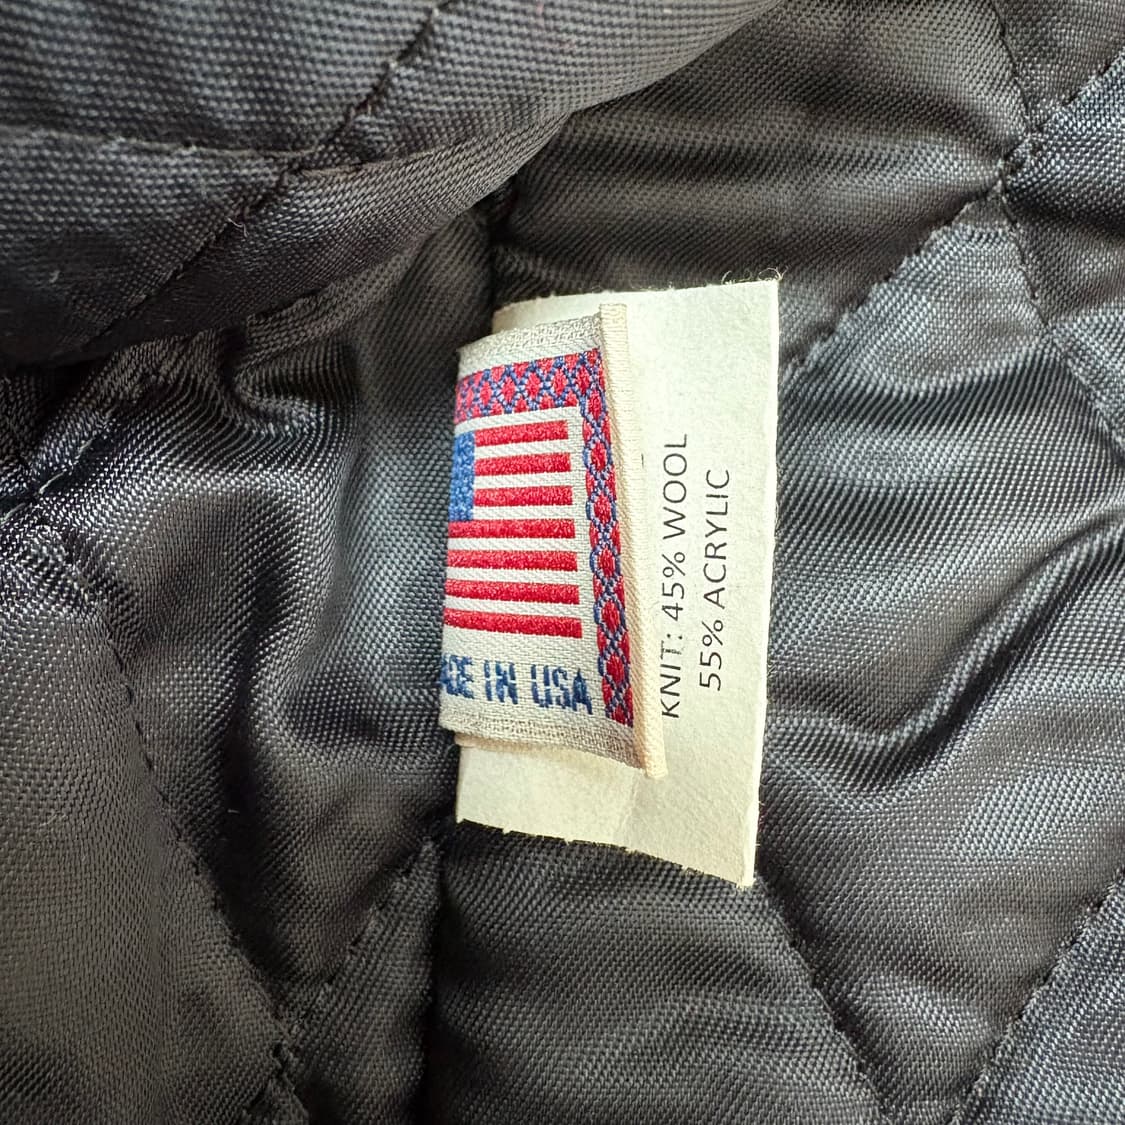 ADE IN USA
KNIT: 45% WOOL
55% ACRYLIC